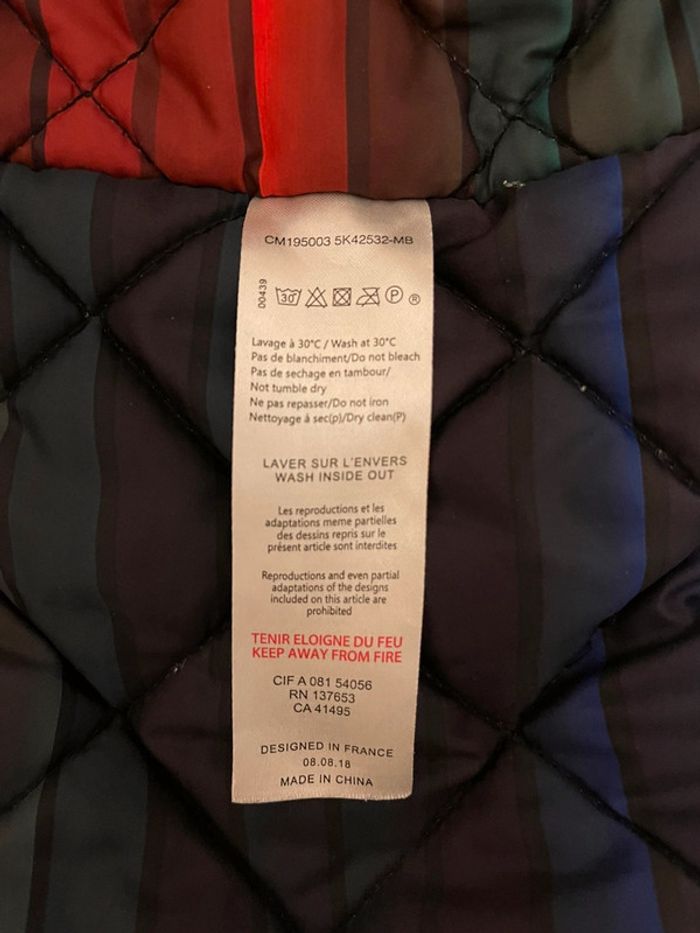 CM195003 5K42532-MB
D0439
30 P ®
Lavage à 30°C / Wash at 30°C
Pas de blanchiment/Do not bleach
Pas de sechage en tambour/
Not tumble dry
Ne pas repasser/Do not iron
Nettoyage à sec(p)/Dry clean(P)
LAVER SUR L'ENVERS
WASH INSIDE OUT
Les reproductions et les
adaptations meme partielles
des dessins repris sur le
présent article sont interdites
Reproductions and even partial
adaptations of the designs
included on this article are
prohibited
TENIR ELOIGNE DU FEU
KEEP AWAY FROM FIRE
CIF A 081 54056
RN 137653
CA 41495
DESIGNED IN FRANCE
08.08.18
MADE IN CHINA